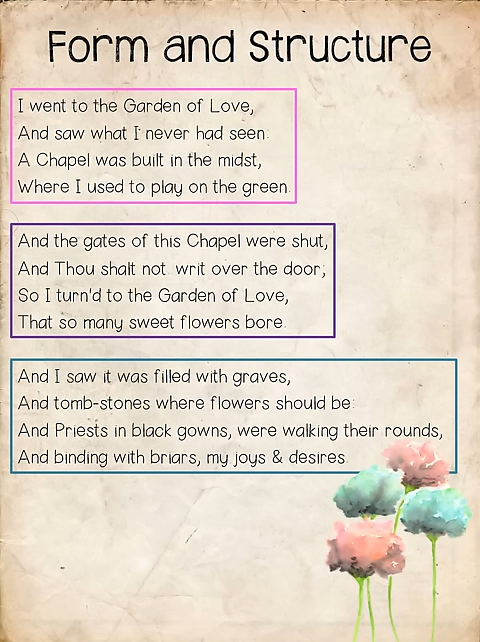 Form and Structure
I went to the Garden of Love,
And saw what I never had seen:
A Chapel was built in the midst,
Where I used to play on the green.
And the gates of this Chapel were shut,
And Thou shalt not. writ over the door;
So I turn'd to the Garden of Love,
That so many sweet flowers bore.
And I saw it was filled with graves,
And tomb-stones where flowers should be:
And Priests in black gowns, were walking their rounds,
And binding with briars, my joys & desires.